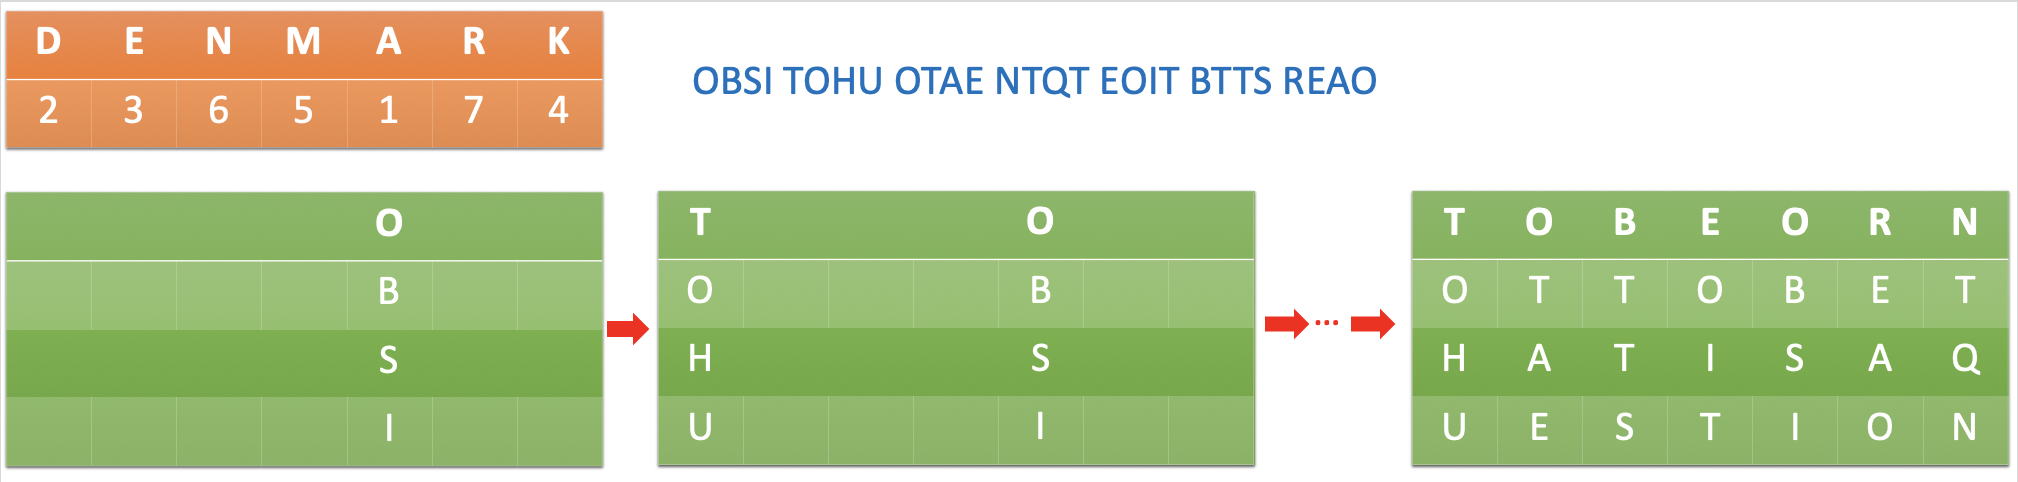 D E N M A R K
2 3 6 5 1 7 4
OBSI TOHU OTAE NTQT EOIT BTTS REAO
O
B
S
I
T O
O B
H S
U I
...
T O B E O R N
O T T O B E T
H A T I S A Q
U E S T I O N